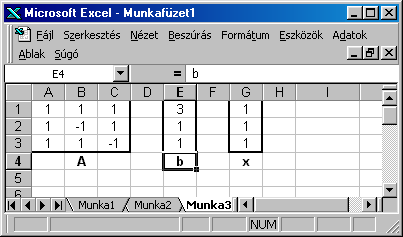 Microsoft Excel - Munkafüzet1
Fájl Szerkesztés Nézet Beszúrás Formátum Eszközök Adatok
Ablak Súgó
E4 = b
A B C D E F G H I
1 1 1 1 3 1
2 1 -1 1 1 1
3 1 1 -1 1 1
4 A b x
5
6
Munka1 Munka2 Munka3
NUM